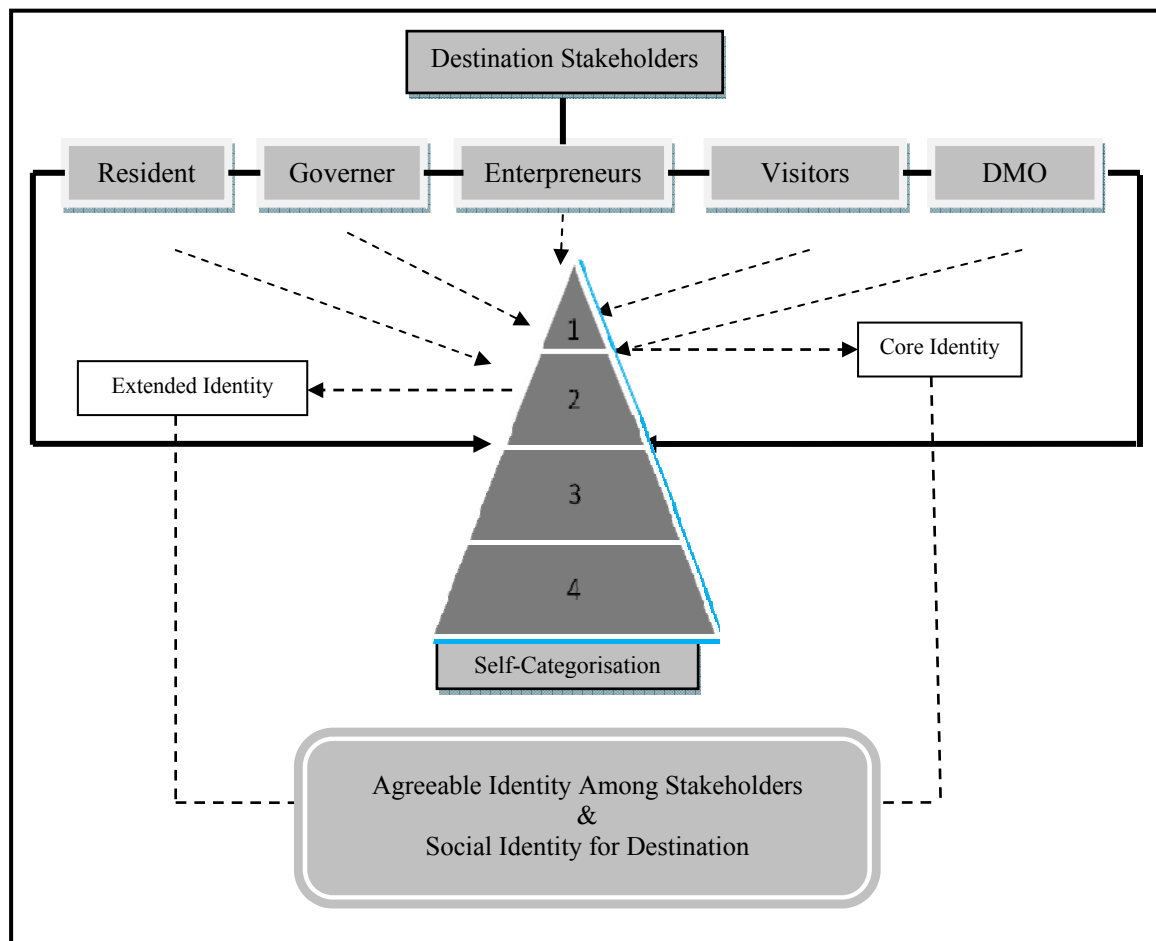 Destination Stakeholders
Resident
Governer
Enterpreneurs
Visitors
DMO
1
Core Identity
Extended Identity
2
3
4
Self-Categorisation
Agreeable Identity Among Stakeholders
&
Social Identity for Destination